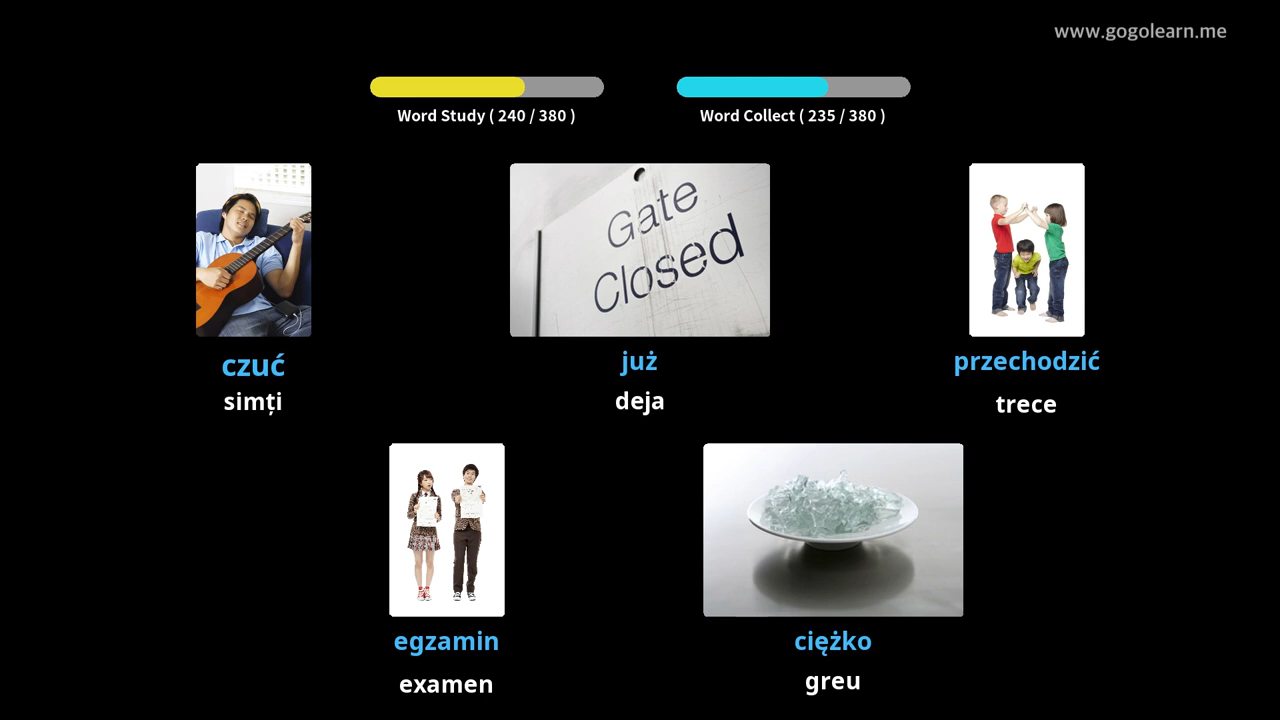 www.gogolearn.me
Word Study ( 240 / 380 )
Word Collect ( 235 / 380 )
Gate
Closed
czuć
simți
już
deja
przechodzić
trece
egzamin
examen
ciężko
greu